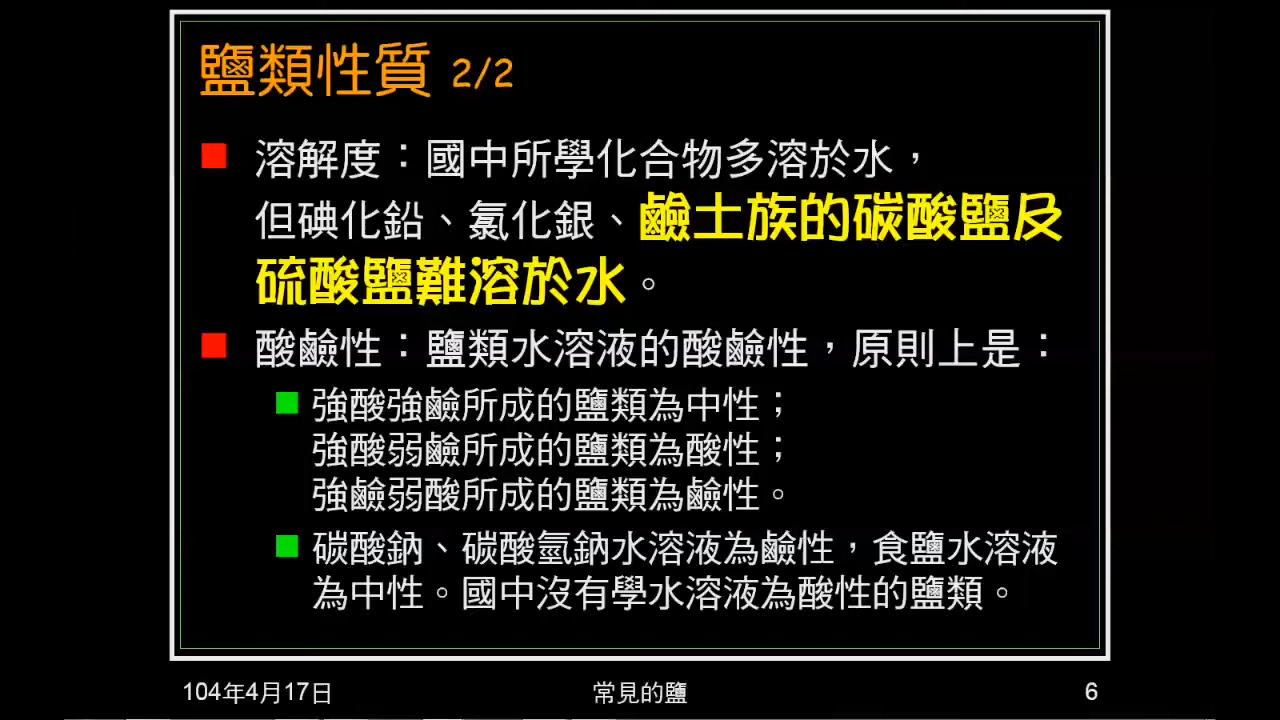 鹽類性質 2/2
溶解度：國中所學化合物多溶於水，
但碘化鉛、氯化銀、鹼土族的碳酸鹽及
硫酸鹽難溶於水。
酸鹼性：鹽類水溶液的酸鹼性，原則上是：
強酸強鹼所成的鹽類為中性；
強酸弱鹼所成的鹽類為酸性；
強鹼弱酸所成的鹽類為鹼性。
碳酸鈉、碳酸氫鈉水溶液為鹼性，食鹽水溶液
為中性。國中沒有學水溶液為酸性的鹽類。
104年4月17日
常見的鹽
6